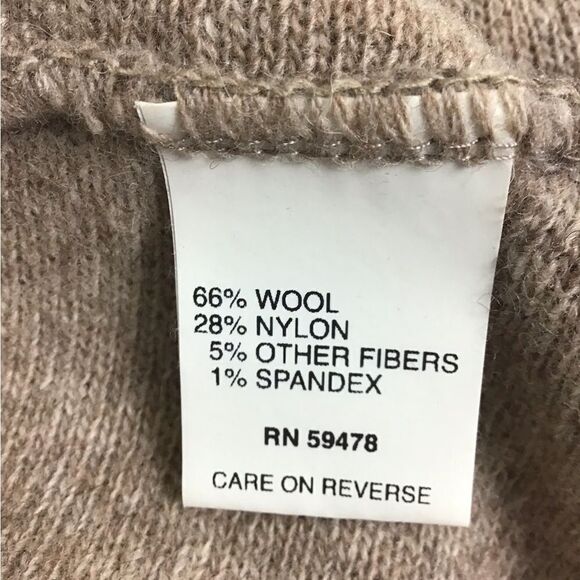 66% WOOL
28% NYLON
5% OTHER FIBERS
1% SPANDEX
RN 59478
CARE ON REVERSE